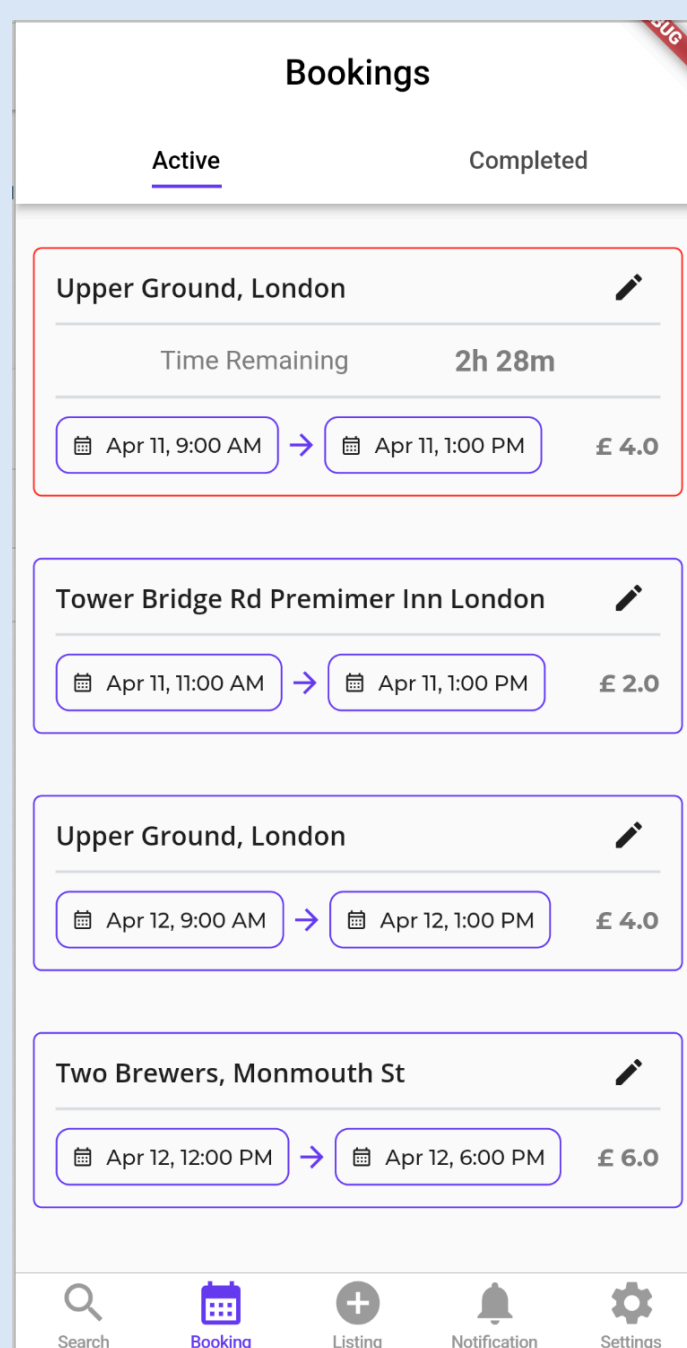 Bookings
Active Completed
Upper Ground, London
Time Remaining 2h 28m
Apr 11, 9:00 AM → Apr 11, 1:00 PM £ 4.0
Tower Bridge Rd Premimer Inn London
Apr 11, 11:00 AM → Apr 11, 1:00 PM £ 2.0
Upper Ground, London
Apr 12, 9:00 AM → Apr 12, 1:00 PM £ 4.0
Two Brewers, Monmouth St
Apr 12, 12:00 PM → Apr 12, 6:00 PM £ 6.0
Search Booking Listing Notification Settings